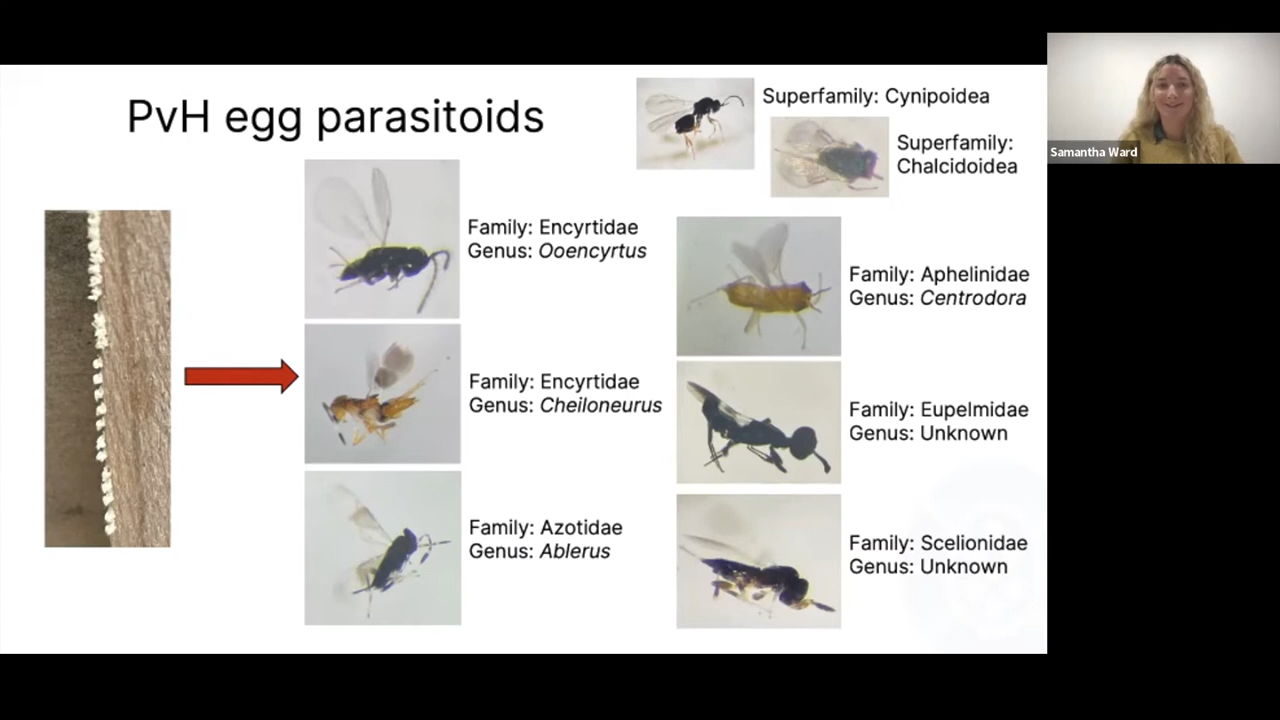 PvH egg parasitoids
Superfamily: Cynipoidea
Superfamily:
Chalcidoidea
Samantha Ward
Family: Encyrtidae
Genus: Ooencyrtus
Family: Encyrtidae
Genus: Cheiloneurus
Family: Azotidae
Genus: Ablerus
Family: Aphelinidae
Genus: Centrodora
Family: Eupelmidae
Genus: Unknown
Family: Scelionidae
Genus: Unknown